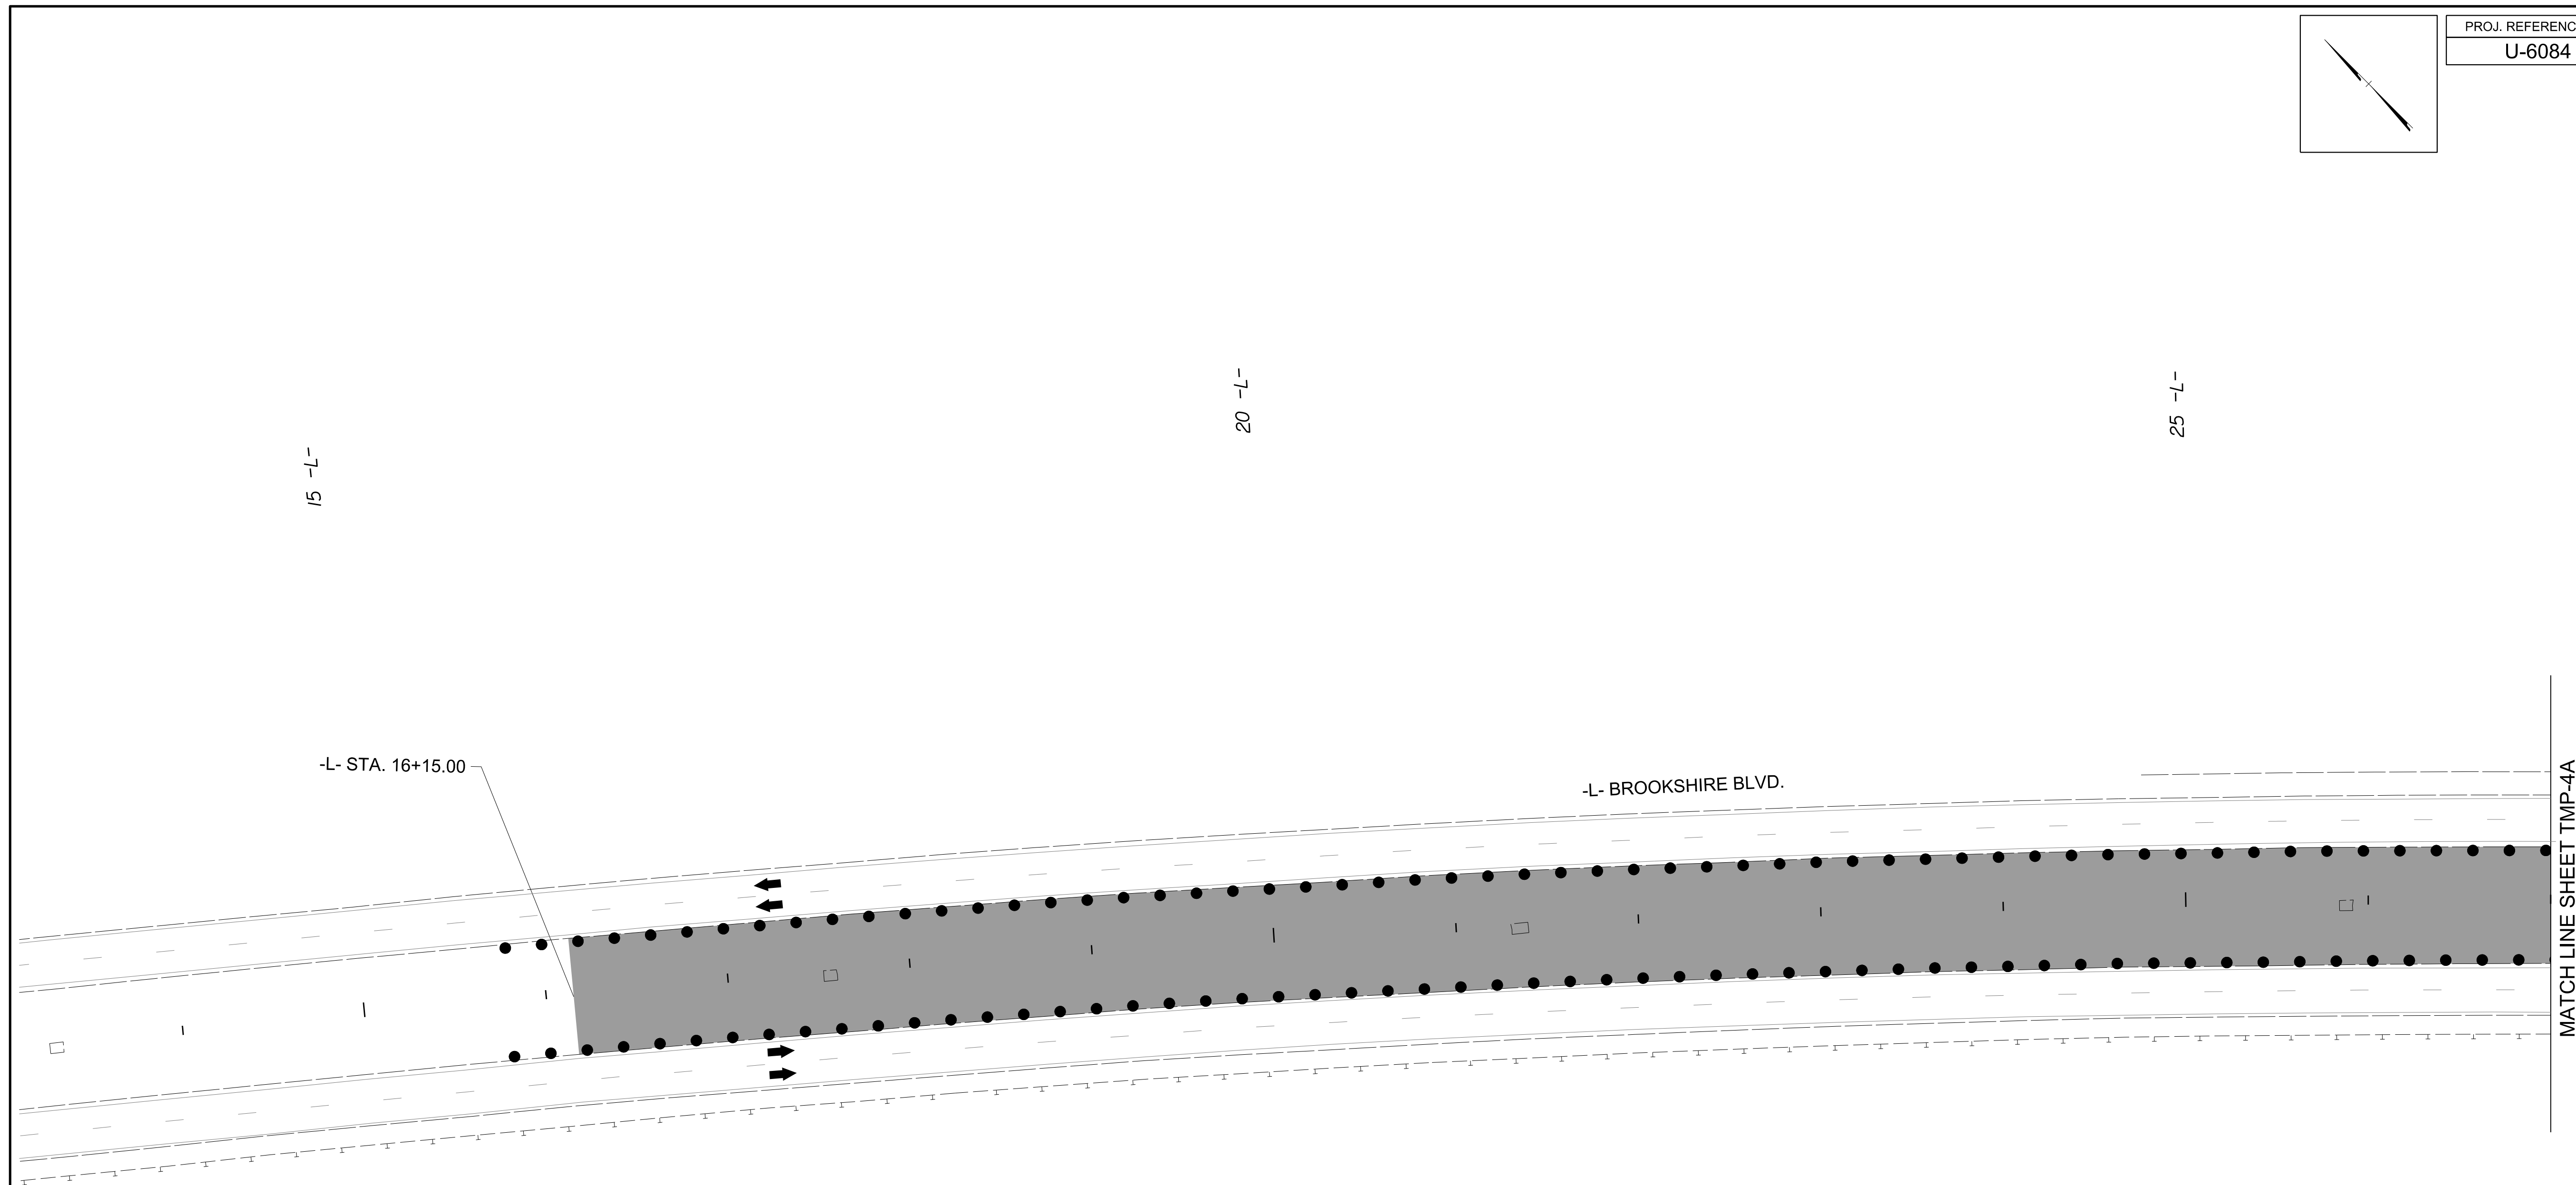 PROJ. REFERENC
U-6084
15 -L-
20 -L-
25 -L-
-L- STA. 16+15.00
-L- BROOKSHIRE BLVD.
MATCH LINE SHEET TMP-4A